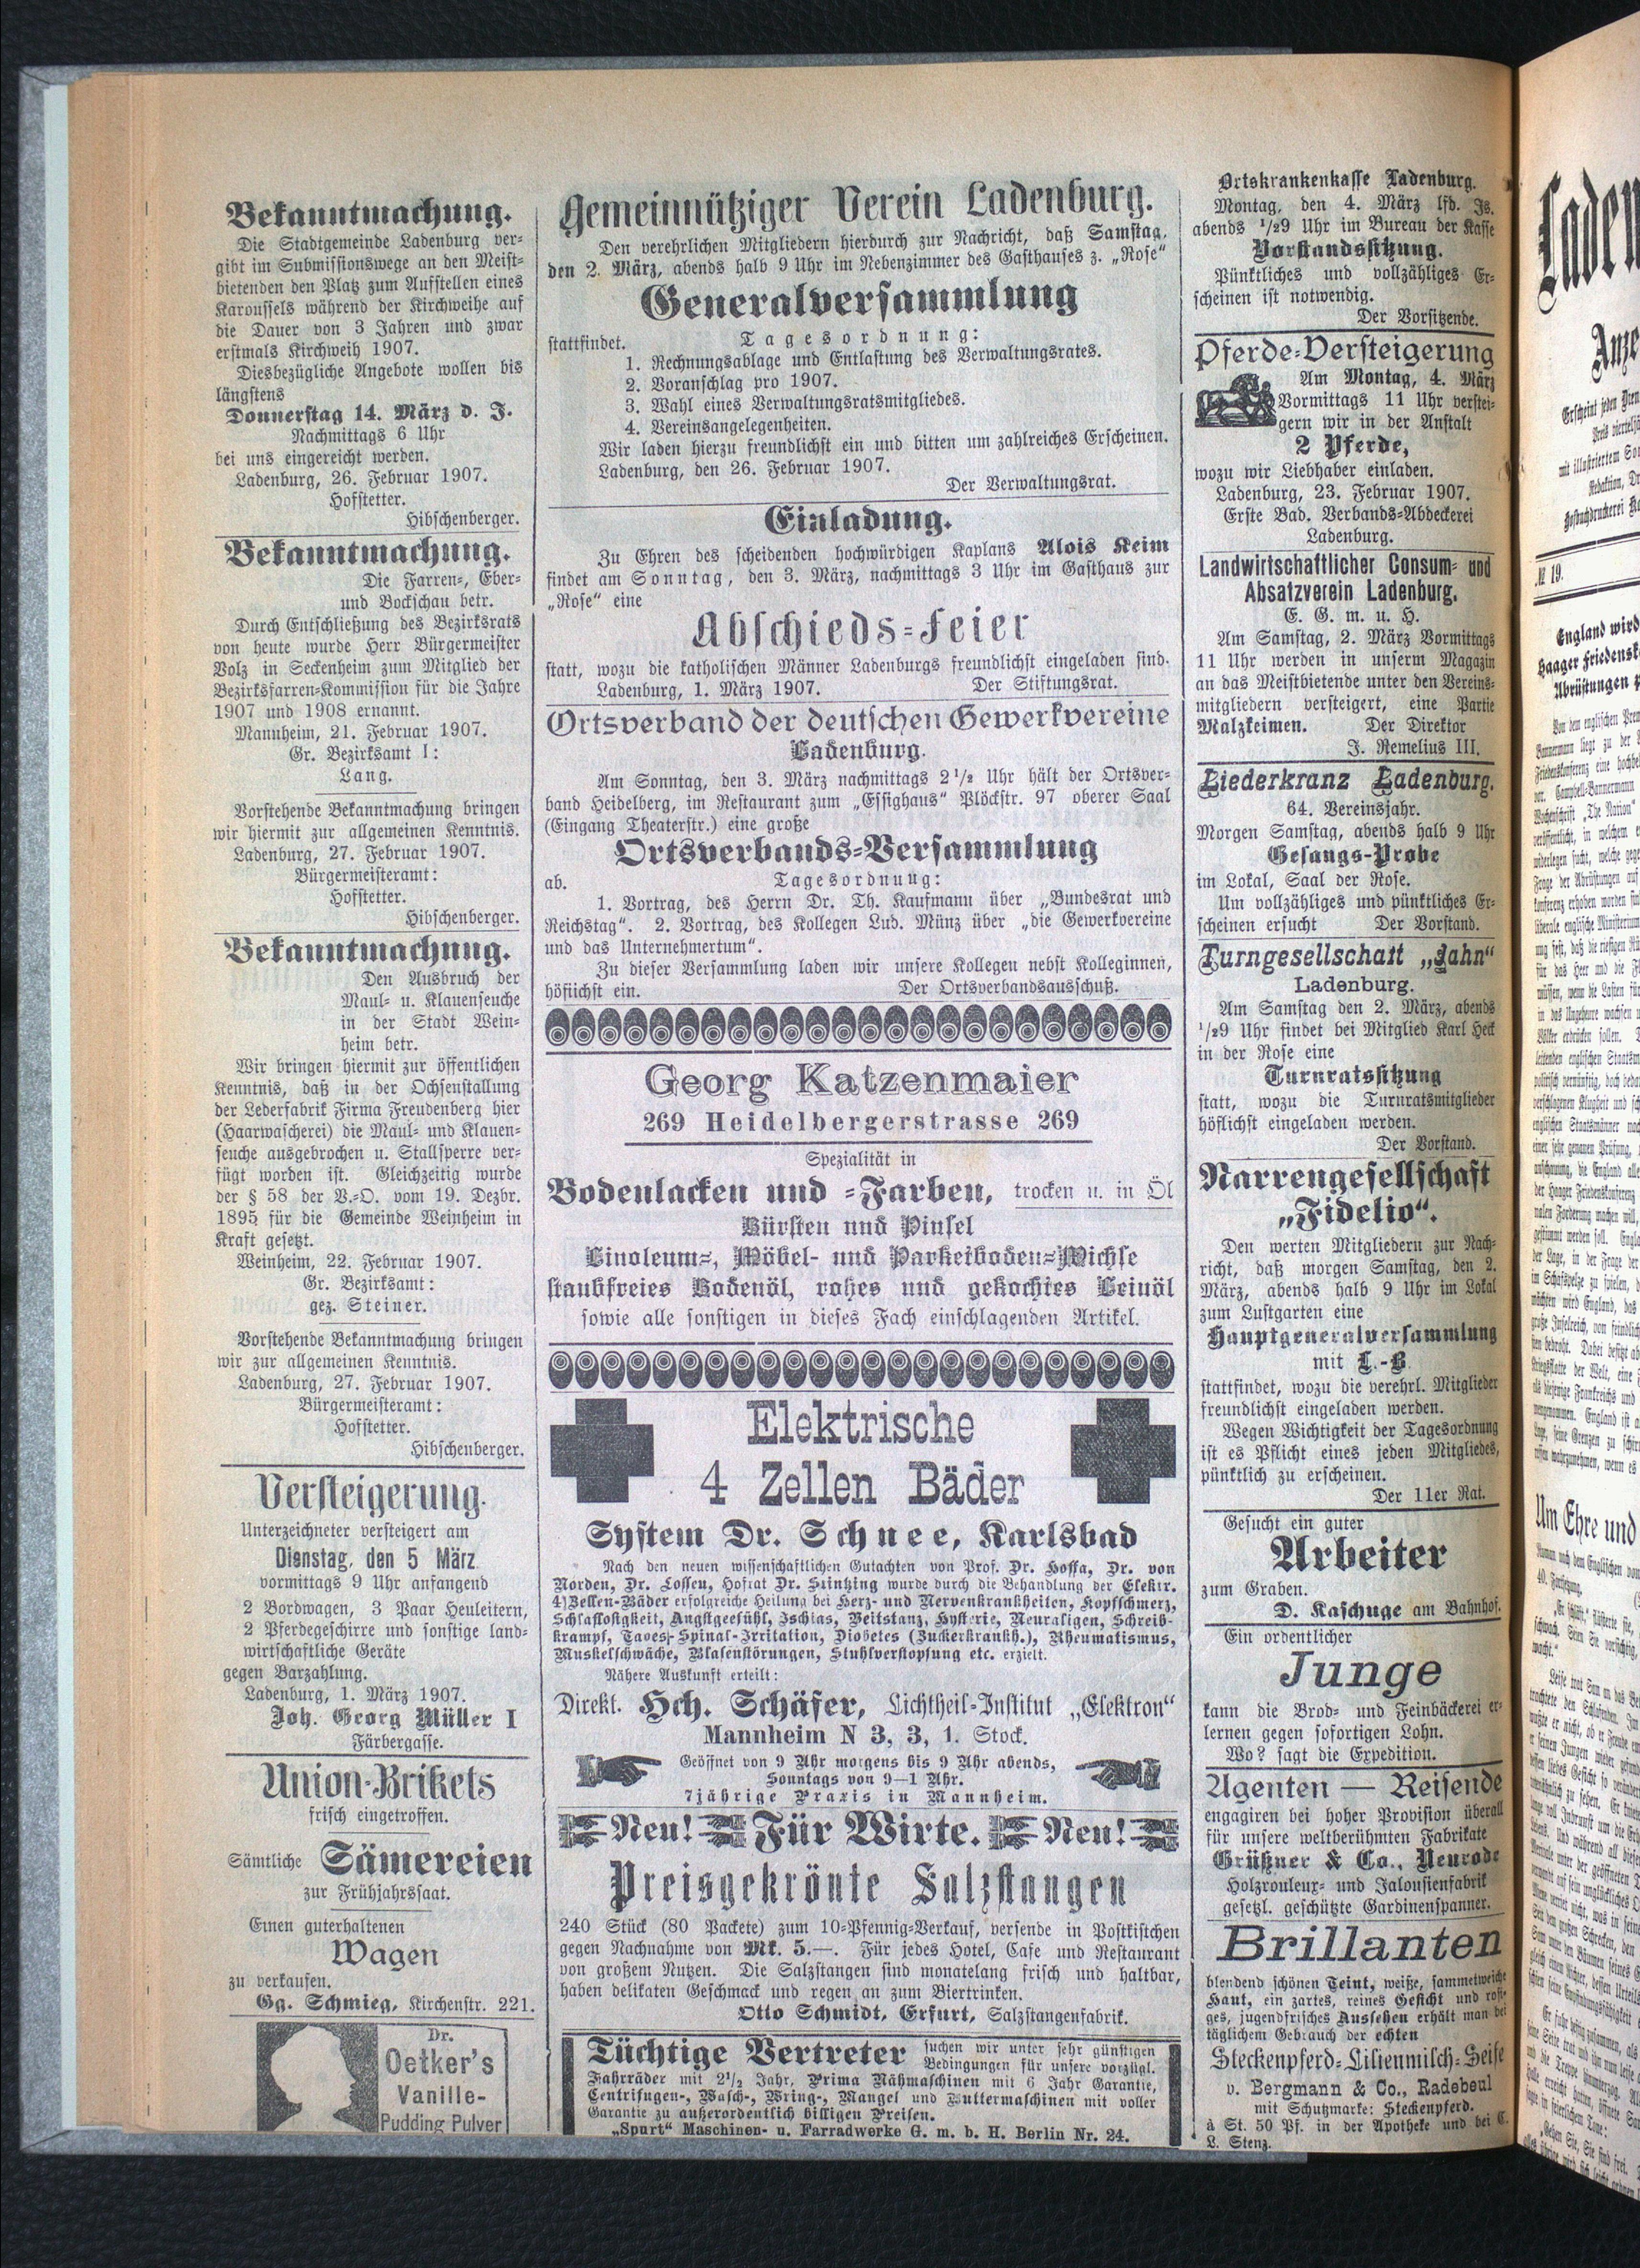 Bekanntmachung.
Die Stadtgemeinde Ladenburg ver-
gibt im Submissionswege an den Meist-
bietenden den Platz zum Aufstellen eines
Karoussels während der Kirchweihe auf
die Dauer von 3 Jahren und zwar
erstmals Kirchweih 1907.
Diesbezügliche Angebote wollen bis
längstens
Donnerstag 14. März d. J.
Nachmittags 6 Uhr
bei uns eingereicht werden.
Ladenburg, 26. Februar 1907.
Hofstetter.
Hibschenberger.
Bekanntmachung.
Die Farren-, Eber-
und Bockschau betr.
Durch Entschließung des Bezirksrats
von heute wurde Herr Bürgermeister
Volz in Seckenheim zum Mitglied der
Bezirksfarren-Kommission für die Jahre
1907 und 1908 ernannt.
Mannheim, 21. Februar 1907.
Gr. Bezirksamt I:
Lang.
Vorstehende Bekanntmachung bringen
wir hiermit zur allgemeinen Kenntnis.
Ladenburg, 27. Februar 1907.
Bürgermeisteramt:
Hofstetter.
Hibschenberger.
Bekanntmachung.
Den Ausbruch der
Maul- u. Klauenseuche
in der Stadt Wein-
heim betr.
Wir bringen hiermit zur öffentlichen
Kenntnis, daß in der Ochsenstallung
der Lederfabrik Firma Freudenberg hier
(Haarwascherei) die Maul- und Klauen-
seuche ausgebrochen u. Stallsperre ver-
fügt worden ist. Gleichzeitig wurde
der § 58 der V.-O. vom 19. Dezbr.
1895 für die Gemeinde Weinheim in
Kraft gesetzt.
Weinheim, 22. Februar 1907.
Gr. Bezirksamt:
gez. Steiner.
Vorstehende Bekanntmachung bringen
wir zur allgemeinen Kenntnis.
Ladenburg, 27. Februar 1907.
Bürgermeisteramt:
Hofstetter.
Hibschenberger.
Versteigerung.
Unterzeichneter versteigert am
Dienstag, den 5 März
vormittags 9 Uhr anfangend
2 Bordwagen, 3 Paar Heuleitern,
2 Pferdegeschirre und sonstige land-
wirtschaftliche Geräte
gegen Barzahlung.
Ladenburg, 1. März 1907.
Joh. Georg Müller I
Färbergasse.
Union-Brikets
frisch eingetroffen.
Sämtliche Sämereien
zur Frühjahrssaat.
Einen guterhaltenen
Wagen
zu verkaufen.
Gg. Schmieg, Kirchenstr. 221.
Dr.
Oetker's
Vanille-
Pudding Pulver
Gemeinnütziger Verein Ladenburg.
Den verehrlichen Mitgliedern hierdurch zur Nachricht, daß Samstag,
den 2. März, abends halb 9 Uhr im Nebenzimmer des Gasthauses z. „Rose“
Generalversammlung
stattfindet. Tagesordnung:
1. Rechnungsablage und Entlastung des Verwaltungsrates.
2. Voranschlag pro 1907.
3. Wahl eines Verwaltungsratsmitgliedes.
4. Vereinsangelegenheiten.
Wir laden hierzu freundlichst ein und bitten um zahlreiches Erscheinen.
Ladenburg, den 26. Februar 1907.
Der Verwaltungsrat.
Einladung.
Zu Ehren des scheidenden hochwürdigen Kaplans Alois Keim
findet am Sonntag, den 3. März, nachmittags 3 Uhr im Gasthaus zur
„Rose“ eine
Abschieds-Feier
statt, wozu die katholischen Männer Ladenburgs freundlichst eingeladen sind.
Ladenburg, 1. März 1907. Der Stiftungsrat.
Ortsverband der deutschen Gewerkvereine
Ladenburg.
Am Sonntag, den 3. März nachmittags 2 1/2 Uhr hält der Ortsver-
band Heidelberg, im Restaurant zum „Essighaus“ Plöckstr. 97 oberer Saal
(Eingang Theaterstr.) eine große
Ortsverbands-Versammlung
ab. Tagesordnung:
1. Vortrag, des Herrn Dr. Th. Kaufmann über „Bundesrat und
Reichstag“. 2. Vortrag, des Kollegen Lud. Münz über „die Gewerkvereine
und das Unternehmertum“.
Zu dieser Versammlung laden wir unsere Kollegen nebst Kolleginnen,
höflichst ein. Der Ortsverbandsausschuß.
Georg Katzenmaier
269 Heidelbergerstrasse 269
Spezialität in
Bodenlacken und -Farben, trocken u. in Öl
Bürsten und Pinsel
Linoleum-, Möbel- und Parketboden-Wichse
staubfreies Bodenöl, rohes und gekochtes Leinöl
sowie alle sonstigen in dieses Fach einschlagenden Artikel.
Elektrische
4 Zellen Bäder
System Dr. Schnee, Karlsbad
Nach den neuen wissenschaftlichen Gutachten von Prof. Dr. Hoffa, Dr. von
Norden, Dr. Lossen, Hofrat Dr. Stintzing wurde durch die Behandlung der Elektr.
4)Zellen-Bäder erfolgreiche Heilung bei Herz- und Nervenkrankheiten, Kopfschmerz,
Schlaflosigkeit, Angstgefühl, Ischias, Veitstanz, Hysterie, Neuraligen, Schreib-
krampf, Tabes-Spinal-Irritation, Diobetes (Zuckerkrankh.), Rheumatismus,
Muskelschwäche, Blasenstörungen, Stuhlverstopfung etc. erzielt.
Nähere Auskunft erteilt:
Direkt. Hch. Schäfer, Lichtheil-Institut „Elektron“
Mannheim N 3, 3, 1. Stock.
Geöffnet von 9 Uhr morgens bis 9 Uhr abends,
Sonntags von 9—1 Uhr.
7jährige Praxis in Mannheim.
Neu! Für Wirte. Neu!
Preisgekrönte Salzstangen
240 Stück (80 Packete) zum 10-Pfennig-Verkauf, versende in Postkistchen
gegen Nachnahme von Mk. 5.—. Für jedes Hotel, Cafe und Restaurant
von großem Nutzen. Die Salzstangen sind monatelang frisch und haltbar,
haben delikaten Geschmack und regen an zum Biertrinken.
Otto Schmidt, Erfurt, Salzstangenfabrik.
Tüchtige Vertreter suchen wir unter sehr günstigen
Bedingungen für unsere vorzügl.
Fahrräder mit 2 1/2 Jahr, Prima Nähmaschinen mit 6 Jahr Garantie,
Centrifugen-, Wasch-, Wring-, Mangel und Buttermaschinen mit voller
Garantie zu außerordentlich billigen Preisen.
„Spurt“ Maschinen- u. Farradwerke G. m. b. H. Berlin Nr. 24.
Ortskrankenkasse Ladenburg.
Montag, den 4. März lfd. Js.
abends 1/29 Uhr im Bureau der Kasse
Vorstandssitzung.
Pünktliches und vollzähliges Er-
scheinen ist notwendig.
Der Vorsitzende.
Pferde-Versteigerung
Am Montag, 4. März
Vormittags 11 Uhr verstei-
gern wir in der Anstalt
2 Pferde,
wozu wir Liebhaber einladen.
Ladenburg, 23. Februar 1907.
Erste Bad. Verbands-Abdeckerei
Ladenburg.
Landwirtschaftlicher Consum- und
Absatzverein Ladenburg.
E. G. m. u. H.
Am Samstag, 2. März Vormittags
11 Uhr werden in unserm Magazin
an das Meistbietende unter den Vereins-
mitgliedern versteigert, eine Partie
Malzkeimen. Der Direktor
J. Remelius III.
Liederkranz Ladenburg.
64. Vereinsjahr.
Morgen Samstag, abends halb 9 Uhr
Gesangs-Probe
im Lokal, Saal der Rose.
Um vollzähliges und pünktliches Er-
scheinen ersucht Der Vorstand.
Turngesellschaft „Jahn“
Ladenburg.
Am Samstag den 2. März, abends
1/29 Uhr findet bei Mitglied Karl Heck
in der Rose eine
Turnratssitzung
statt, wozu die Turnratsmitglieder
höflichst eingeladen werden.
Der Vorstand.
Narrengesellschaft
„Fidelio“.
Den werten Mitgliedern zur Nach-
richt, daß morgen Samstag, den 2.
März, abends halb 9 Uhr im Lokal
zum Lustgarten eine
Hauptgeneralversammlung
mit L.-B.
stattfindet, wozu die verehrl. Mitglieder
freundlichst eingeladen werden.
Wegen Wichtigkeit der Tagesordnung
ist es Pflicht eines jeden Mitgliedes,
pünktlich zu erscheinen.
Der 11er Rat.
Gesucht ein guter
Arbeiter
zum Graben.
D. Kaschuge am Bahnhof.
Ein ordentlicher
Junge
kann die Brod- und Feinbäckerei er-
lernen gegen sofortigen Lohn.
Wo? sagt die Expedition.
Agenten — Reisende
engagiren bei hoher Provision überall
für unsere weltberühmten Fabrikate
Grüßner & Co., Neurode
Holzrouleux- und Jalousienfabrik
gesetzl. geschützte Gardinenspanner.
Brillanten
blendend schönen Teint, weiße, sammetweiche
Haut, ein zartes, reines Gesicht und rosi-
ges, jugendfrisches Aussehen erhält man bei
täglichem Gebrauch der echten
Steckenpferd-Lilienmilch-Seife
v. Bergmann & Co., Radebeul
mit Schutzmarke: Steckenpferd.
à St. 50 Pf. in der Apotheke und bei C.
L. Stenz.
Laden
Anze
Erscheint jeden
№ 19.
England wird
Haager Friedensk
Abrüstungen
Um Ehre und